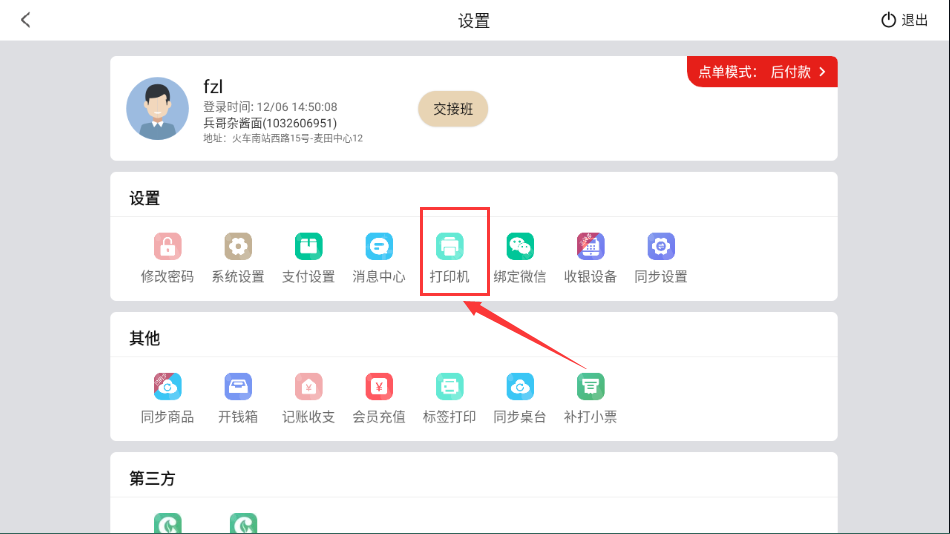 设置
退出
点单模式： 后付款
fzl
登录时间: 12/06 14:50:08
兵哥杂酱面(1032606951)
地址：火车南站西路15号-麦田中心12
交接班
设置
修改密码 系统设置 支付设置 消息中心 打印机 绑定微信 收银设备 同步设置
其他
¥ ¥
同步商品 开钱箱 记账收支 会员充值 标签打印 同步桌台 补打小票
第三方